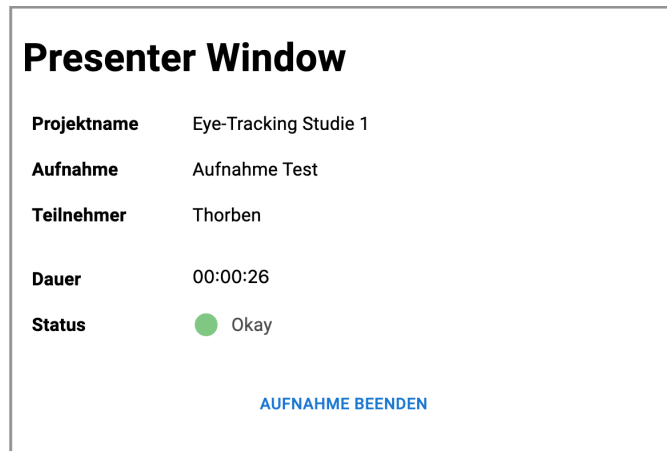 Presenter Window
Projektname Eye-Tracking Studie 1
Aufnahme Aufnahme Test
Teilnehmer Thorben
Dauer 00:00:26
Status Okay
AUFNAHME BEENDEN